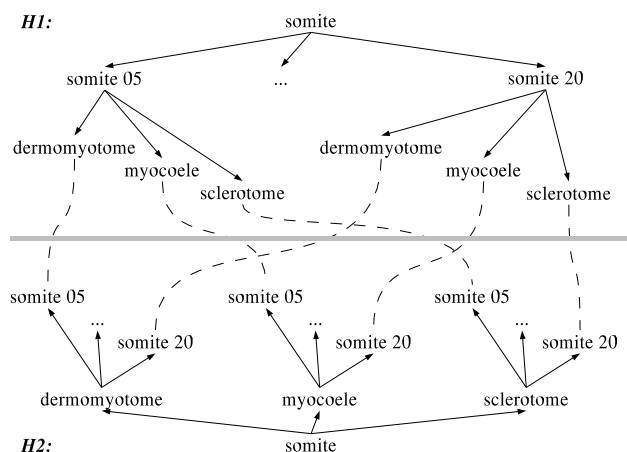 H1: somite
somite 05 ... somite 20
dermomyotome dermomyotome
myocoele myocoele
sclerotome sclerotome
somite 05 somite 05 somite 05
... ... ...
somite 20 somite 20 somite 20
dermomyotome myocoele sclerotome
H2: somite